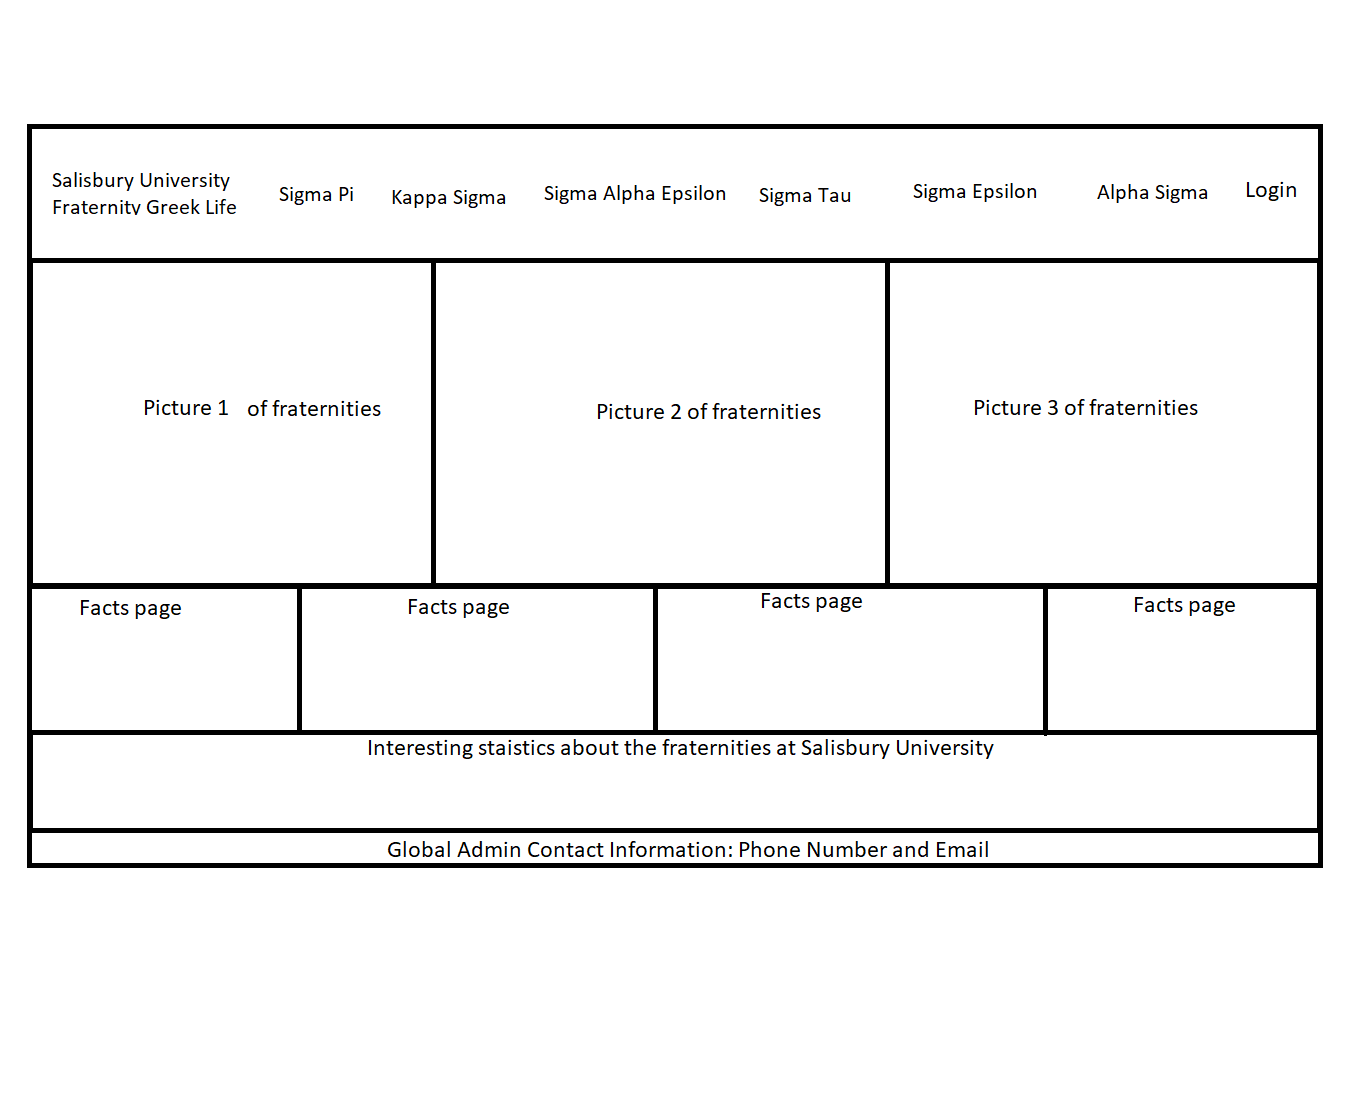 Salisbury University
Fraternity Greek Life
Sigma Pi
Kappa Sigma
Sigma Alpha Epsilon
Sigma Tau
Sigma Epsilon
Alpha Sigma
Login
Picture 1 of fraternities
Picture 2 of fraternities
Picture 3 of fraternities
Facts page
Facts page
Facts page
Facts page
Interesting staistics about the fraternities at Salisbury University
Global Admin Contact Information: Phone Number and Email